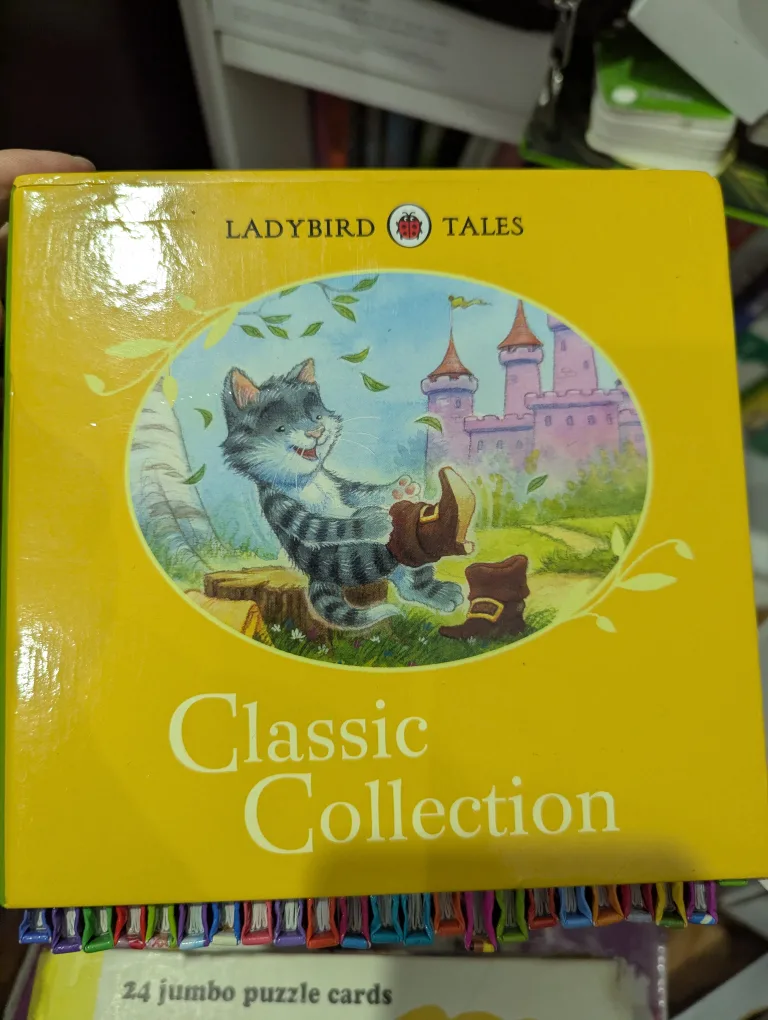 LADYBIRD TALES
Classic
Collection
24 jumbo puzzle cards